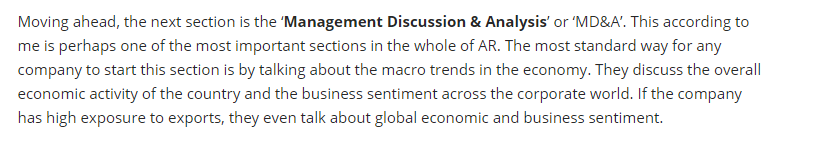 Moving ahead, the next section is the ‘Management Discussion & Analysis’ or ‘MD&A’. This according to
me is perhaps one of the most important sections in the whole of AR. The most standard way for any
company to start this section is by talking about the macro trends in the economy. They discuss the overall
economic activity of the country and the business sentiment across the corporate world. If the company
has high exposure to exports, they even talk about global economic and business sentiment.